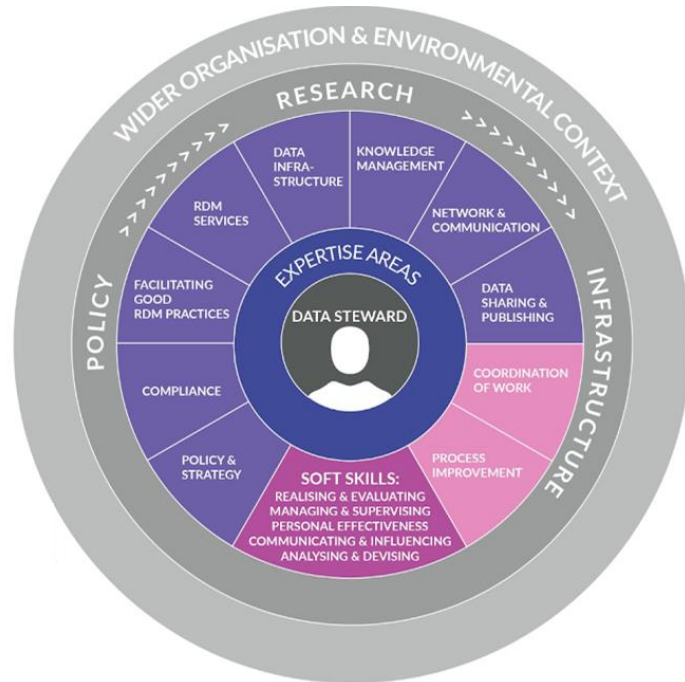 WIDER ORGANISATION & ENVIRONMENTAL CONTEXT
RESEARCH
>>>>>>>>>>
>>>>>>>>>>
POLICY
INFRASTRUCTURE
DATA
INFRA-
STRUCTURE
KNOWLEDGE
MANAGEMENT
RDM
SERVICES
NETWORK &
COMMUNICATION
FACILITATING
GOOD
RDM PRACTICES
DATA
SHARING &
PUBLISHING
EXPERTISE AREAS
DATA STEWARD
COMPLIANCE
COORDINATION
OF WORK
POLICY &
STRATEGY
PROCESS
IMPROVEMENT
SOFT SKILLS:
REALISING & EVALUATING
MANAGING & SUPERVISING
PERSONAL EFFECTIVENESS
COMMUNICATING & INFLUENCING
ANALYSING & DEVISING